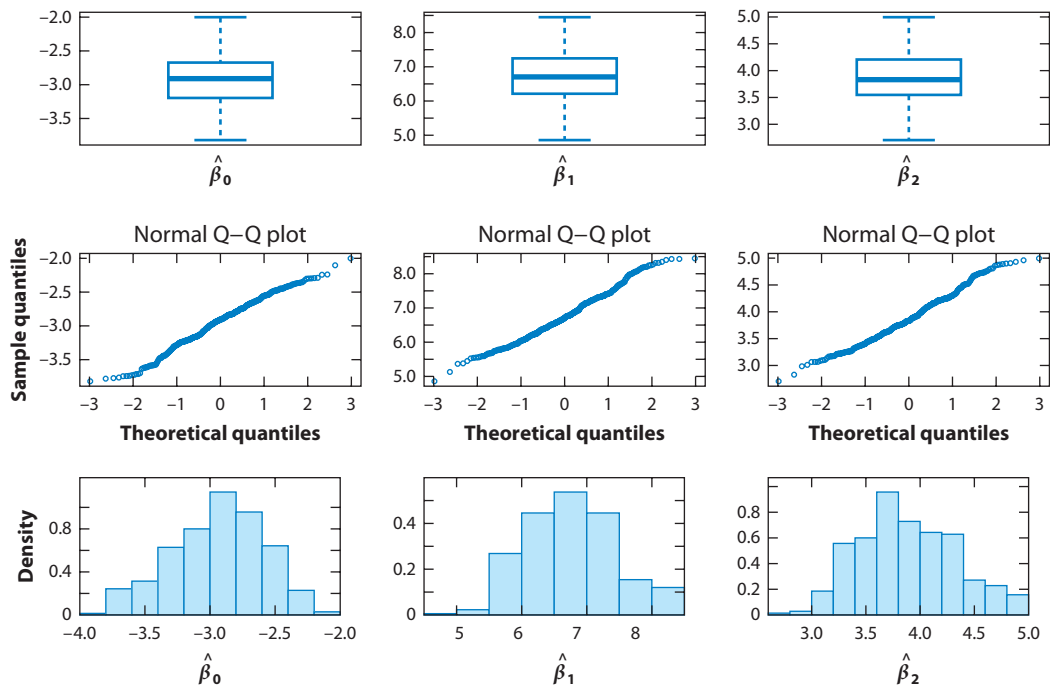 −2.0
−2.5
−3.0
−3.5
β̂0
8.0
7.0
6.0
5.0
β̂1
5.0
4.5
4.0
3.5
3.0
β̂2
Sample quantiles
Normal Q−Q plot
−2.0
−2.5
−3.0
−3.5
−3 −2 −1 0 1 2 3
Theoretical quantiles
Normal Q−Q plot
8.0
7.0
6.0
5.0
−3 −2 −1 0 1 2 3
Theoretical quantiles
Normal Q−Q plot
5.0
4.5
4.0
3.5
3.0
−3 −2 −1 0 1 2 3
Theoretical quantiles
Density
0.8
0.4
0
−4.0 −3.5 −3.0 −2.5 −2.0
β̂0
0.4
0.2
0
5 6 7 8
β̂1
0.8
0.6
0.4
0.2
0
3.0 3.5 4.0 4.5 5.0
β̂2